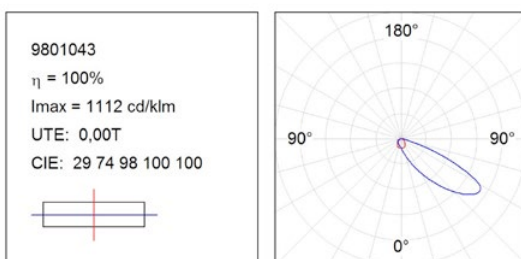 9801043
η = 100%
Imax = 1112 cd/klm
UTE: 0,00T
CIE: 29 74 98 100 100
180°
90°
90°
0°